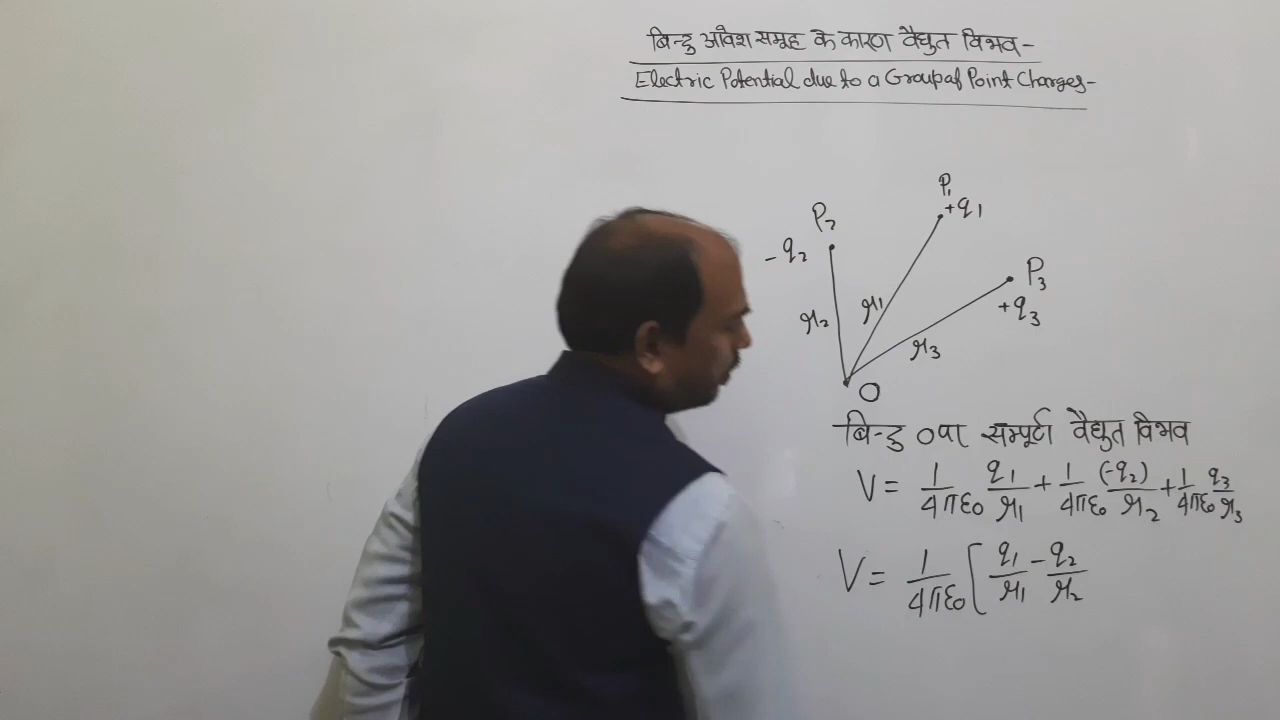 बिन्दु आवेश समूह के कारण वैद्युत विभव-
Electric Potential due to a Group of Point Charges-
P₁
+q₁
P₂
-q₂
P₃
+q₃
r₁
r₂
r₃
O
बिन्दु O पर सम्पूर्ण वैद्युत विभव
V = 1/4πε₀ q₁/r₁ + 1/4πε₀ (-q₂)/r₂ + 1/4πε₀ q₃/r₃
V = 1/4πε₀ [ q₁/r₁ - q₂/r₂